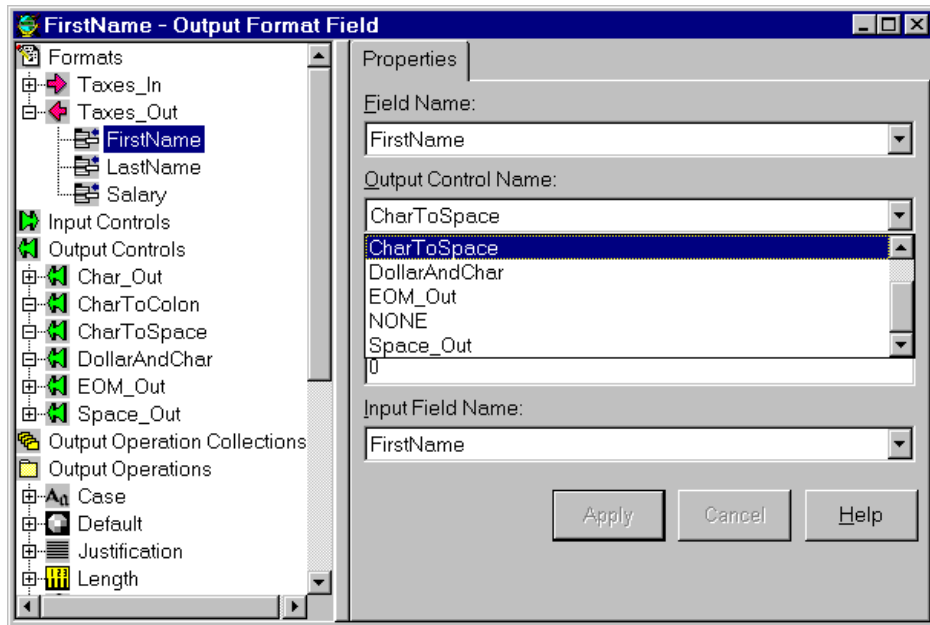 FirstName - Output Format Field
Formats
Taxes_In
Taxes_Out
FirstName
LastName
Salary
Input Controls
Output Controls
Char_Out
CharToColon
CharToSpace
DollarAndChar
EOM_Out
Space_Out
Output Operation Collections
Output Operations
Case
Default
Justification
Length
Properties
Field Name:
FirstName
Output Control Name:
CharToSpace
CharToSpace
DollarAndChar
EOM_Out
NONE
Space_Out
0
Input Field Name:
FirstName
Apply
Cancel
Help